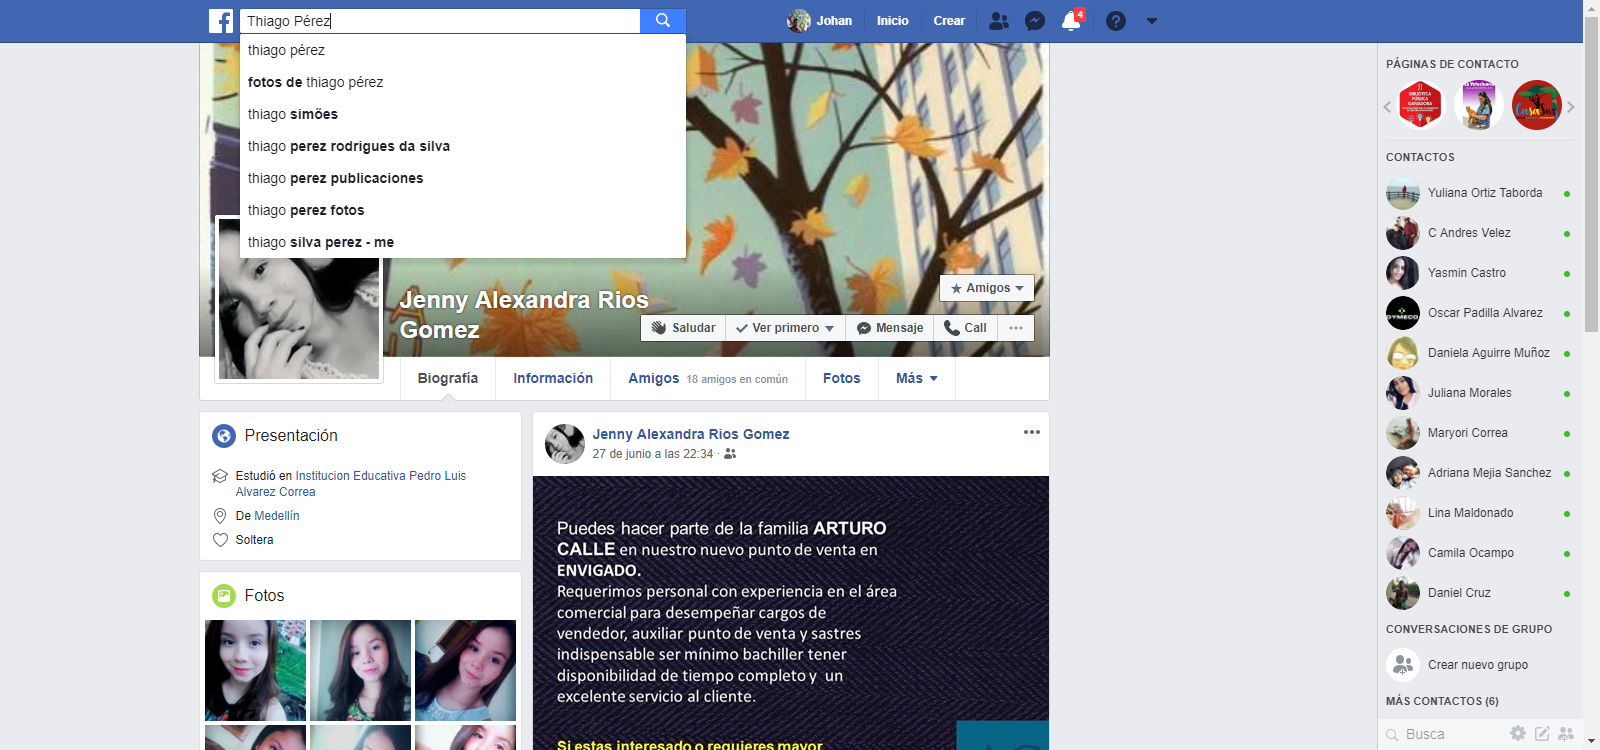 Thiago Pérez
Johan
Inicio
Crear
4
thiago pérez
fotos de thiago pérez
thiago simões
thiago perez rodrigues da silva
thiago perez publicaciones
thiago perez fotos
thiago silva perez - me
Jenny Alexandra Rios
Gomez
Amigos
Saludar
Ver primero
Mensaje
Call
Biografía
Información
Amigos 18 amigos en común
Fotos
Más
Presentación
Estudió en Institucion Educativa Pedro Luis
Alvarez Correa
De Medellín
Soltera
Fotos
Jenny Alexandra Rios Gomez
27 de junio a las 22:34 ·
Puedes hacer parte de la familia ARTURO
CALLE en nuestro nuevo punto de venta en
ENVIGADO.
Requerimos personal con experiencia en el área
comercial para desempeñar cargos de
vendedor, auxiliar punto de venta y sastres
indispensable ser mínimo bachiller tener
disponibilidad de tiempo completo y un
excelente servicio al cliente.
Si estas interesado o requieres mayor
PÁGINAS DE CONTACTO
BIBLIOTECA
PÚBLICA
GANADORA
CasaSur
CONTACTOS
Yuliana Ortiz Taborda
C Andres Velez
Yasmin Castro
GYMECO
Oscar Padilla Alvarez
Daniela Aguirre Muñoz
Juliana Morales
Maryori Correa
Adriana Mejia Sanchez
Lina Maldonado
Camila Ocampo
Daniel Cruz
CONVERSACIONES DE GRUPO
Crear nuevo grupo
MÁS CONTACTOS (6)
Busca